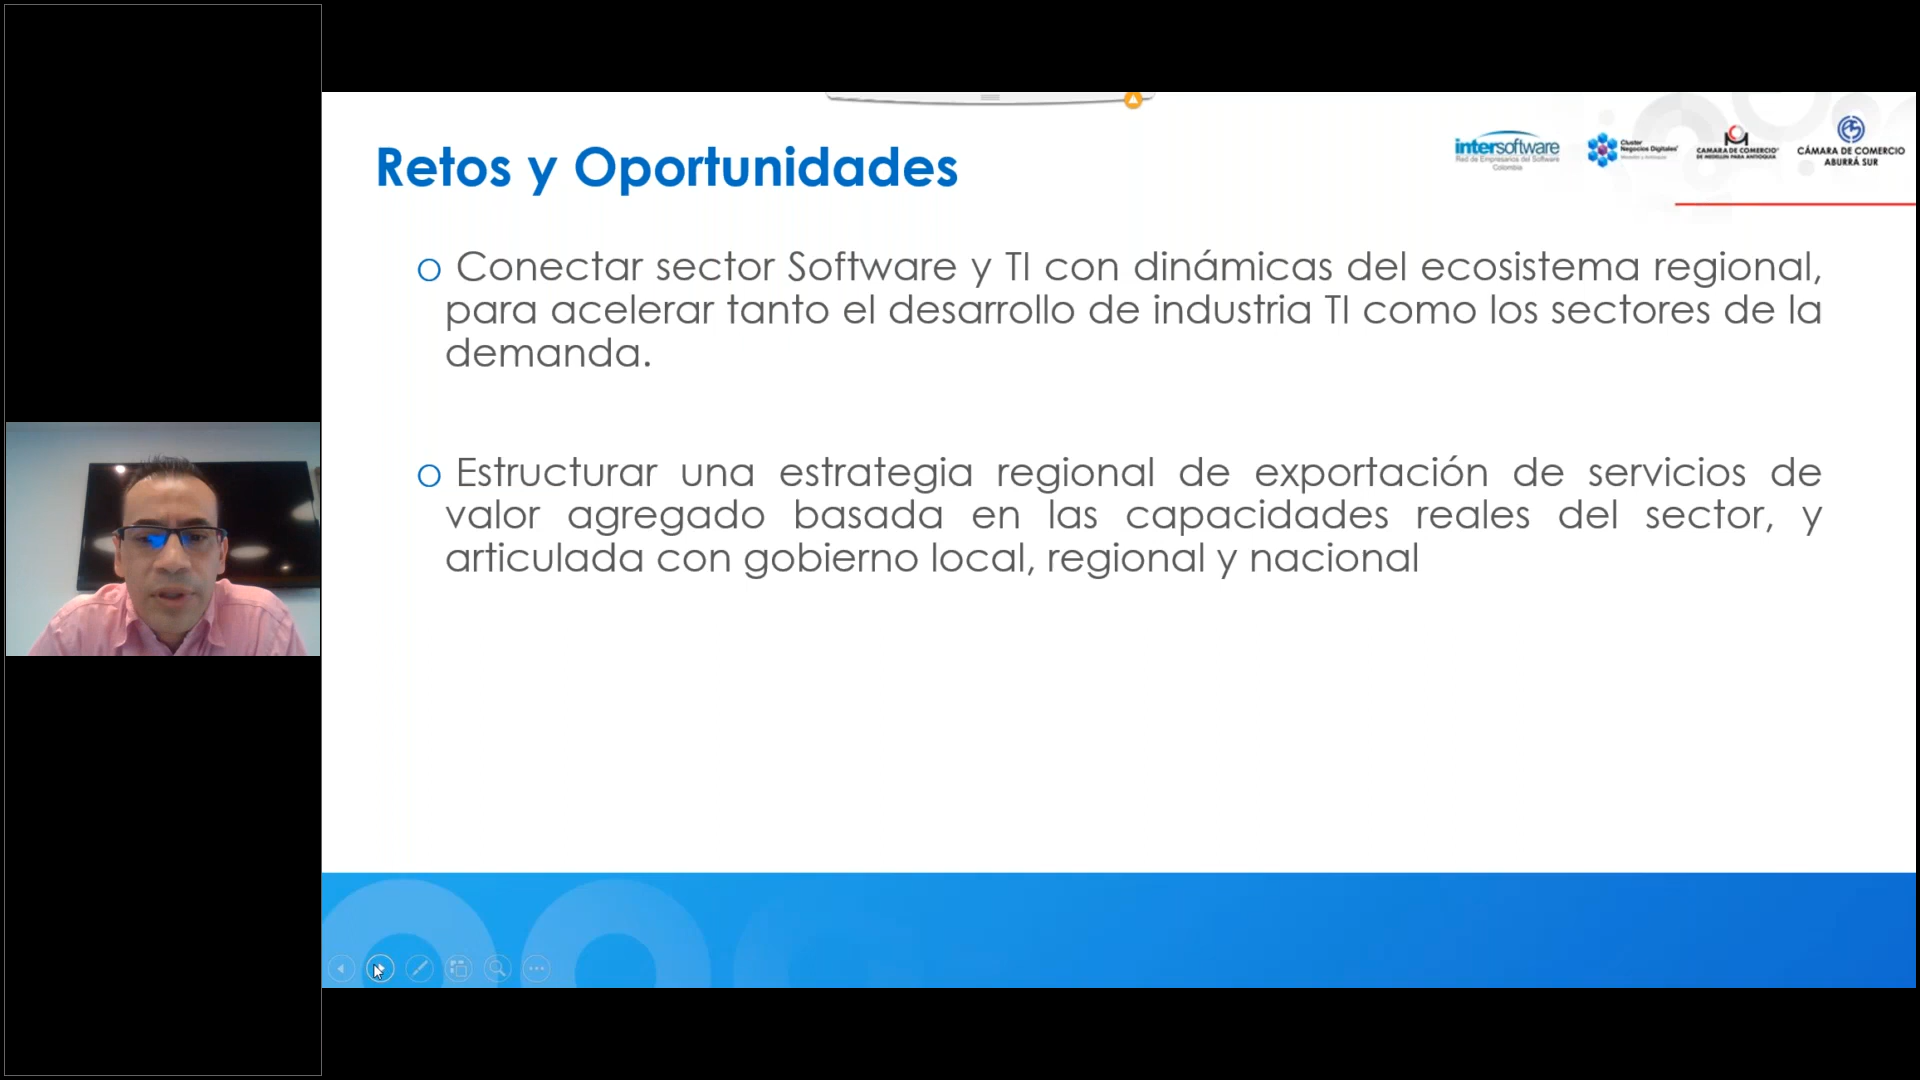 Retos y Oportunidades
intersoftware
Red de Empresarios del Software
Colombia
Cluster
Negocios Digitales
Medellín y Antioquia
CAMARA DE COMERCIO
DE MEDELLIN PARA ANTIOQUIA
CÁMARA DE COMERCIO
ABURRÁ SUR
o Conectar sector Software y TI con dinámicas del ecosistema regional,
para acelerar tanto el desarrollo de industria TI como los sectores de la
demanda.
o Estructurar una estrategia regional de exportación de servicios de
valor agregado basada en las capacidades reales del sector, y
articulada con gobierno local, regional y nacional